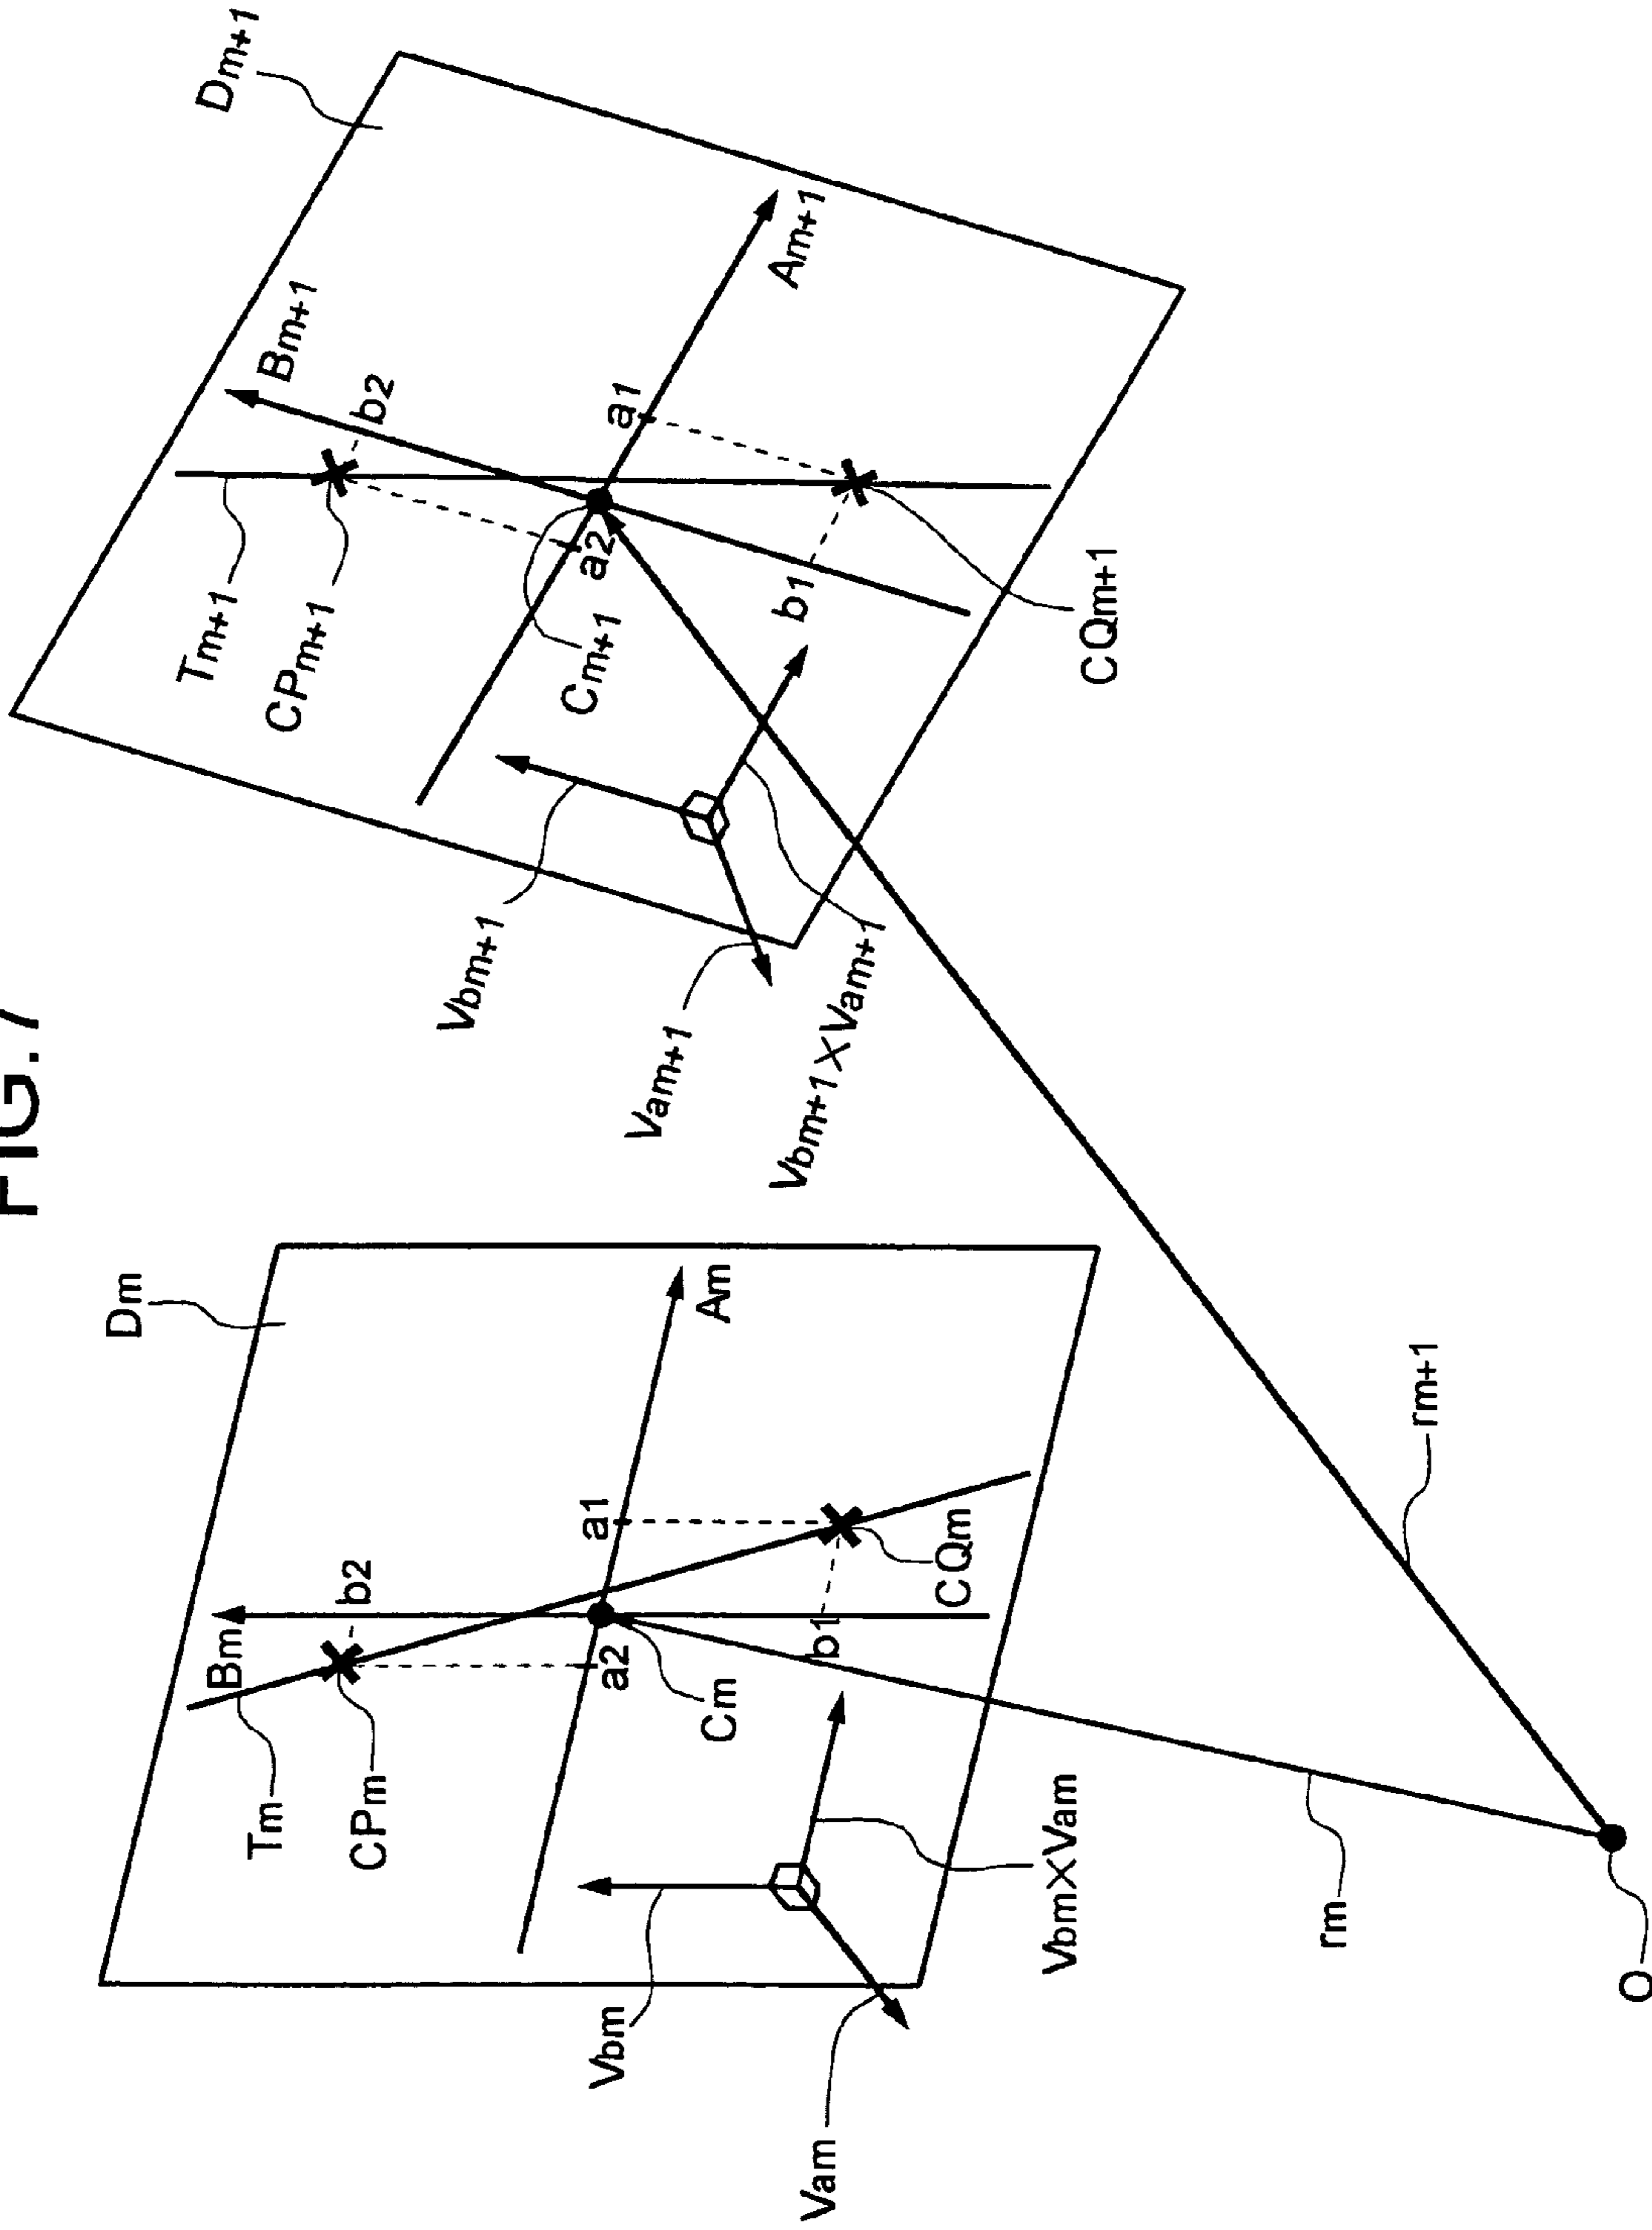 FIG.7
Dm
Bm
b2
Tm
CPm
a1
Am
a2
b1
Cm
CQm
Vbm
Vam
Vbm×Vam
rm
O
rm+1
Dm+1
Bm+1
b2
Tm+1
CPm+1
a1
Am+1
a2
Cm+1
b1
CQm+1
Vbm+1
Vam+1
Vbm+1×Vam+1